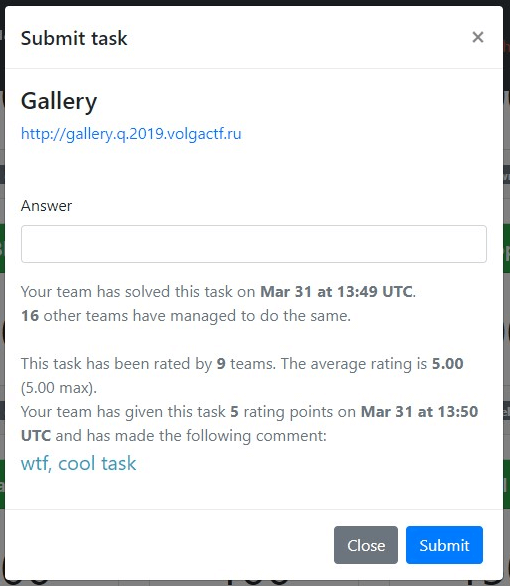 Submit task
×
Gallery
http://gallery.q.2019.volgactf.ru
Answer
Your team has solved this task on Mar 31 at 13:49 UTC.
16 other teams have managed to do the same.
This task has been rated by 9 teams. The average rating is 5.00
(5.00 max).
Your team has given this task 5 rating points on Mar 31 at 13:50
UTC and has made the following comment:
wtf, cool task
Close
Submit